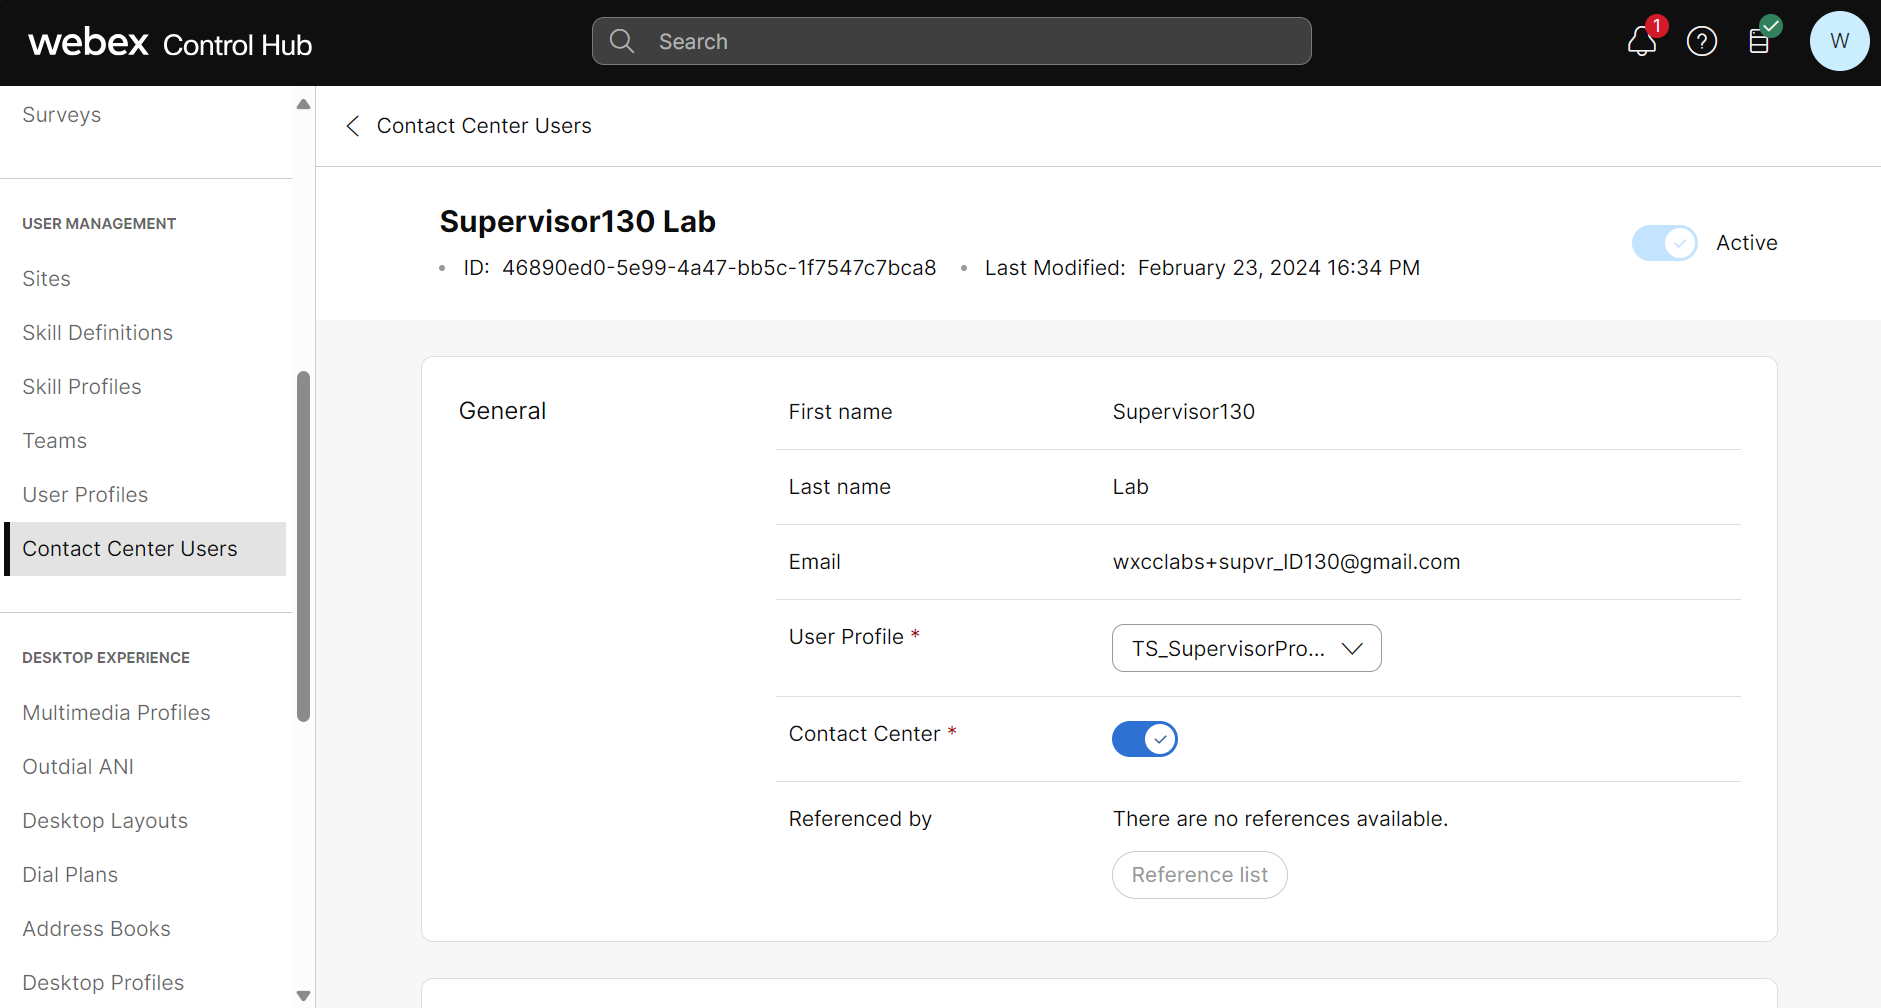 webex Control Hub
Search
1
W
Surveys
USER MANAGEMENT
Sites
Skill Definitions
Skill Profiles
Teams
User Profiles
Contact Center Users
DESKTOP EXPERIENCE
Multimedia Profiles
Outdial ANI
Desktop Layouts
Dial Plans
Address Books
Desktop Profiles
Contact Center Users
Supervisor130 Lab
• ID: 46890ed0-5e99-4a47-bb5c-1f7547c7bca8 • Last Modified: February 23, 2024 16:34 PM
Active
General
First name Supervisor130
Last name Lab
Email wxcclabs+supvr_ID130@gmail.com
User Profile * TS_SupervisorPro...
Contact Center *
Referenced by There are no references available.
Reference list